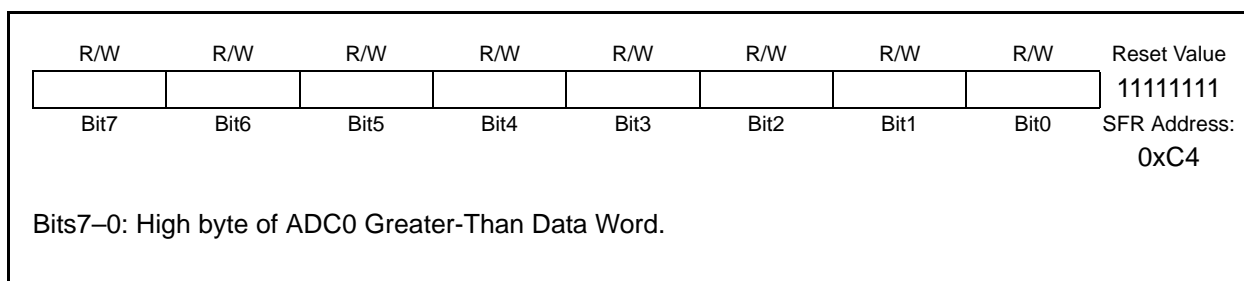 R/W R/W R/W R/W R/W R/W R/W R/W Reset Value
11111111
Bit7 Bit6 Bit5 Bit4 Bit3 Bit2 Bit1 Bit0 SFR Address:
0xC4
Bits7–0: High byte of ADC0 Greater-Than Data Word.